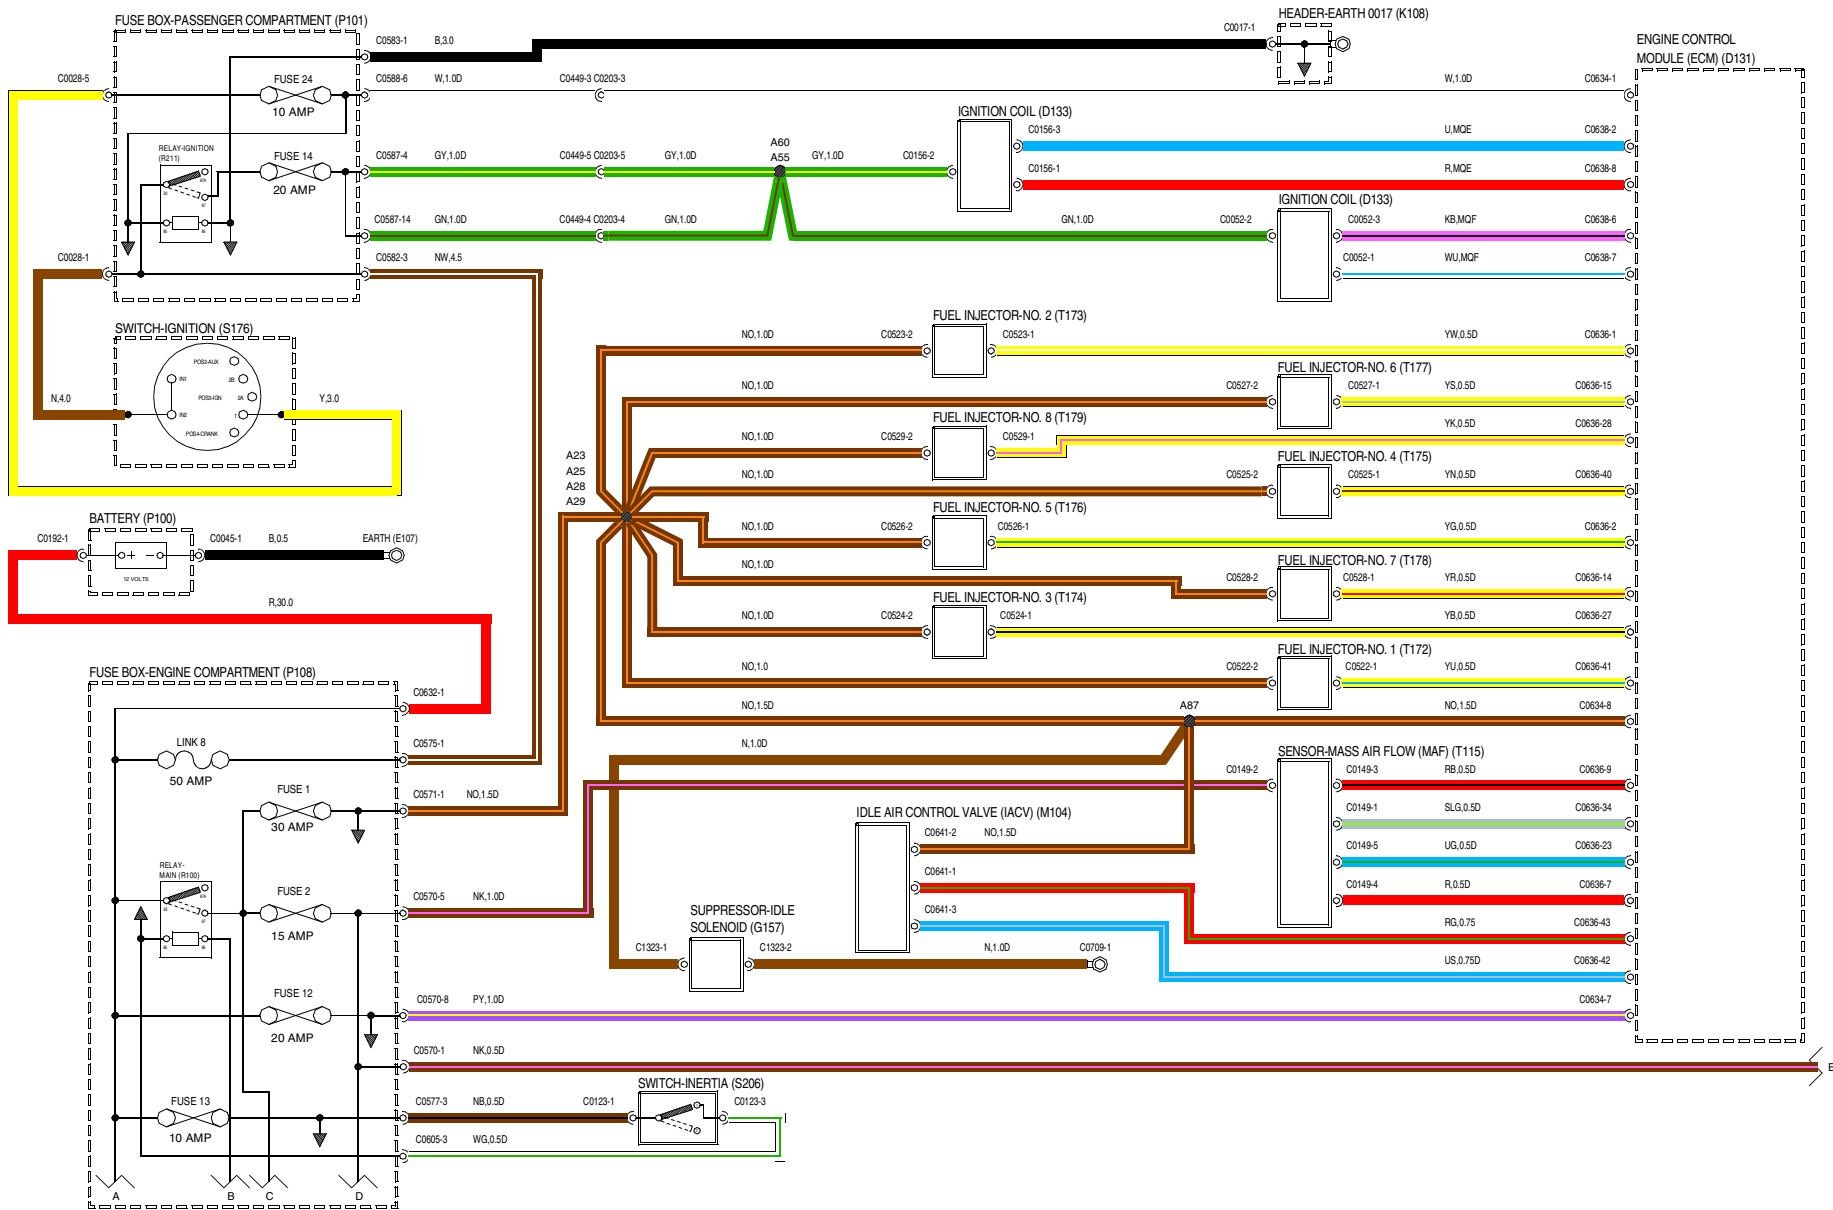 FUSE BOX-PASSENGER COMPARTMENT (P101)
HEADER-EARTH 0017 (K108)
C0583-1 B,3.0 C0017-1
ENGINE CONTROL
MODULE (ECM) (D131)
C0028-5 FUSE 24 C0588-6 W,1.0D C0449-3 C0203-3 W,1.0D C0634-1
10 AMP
IGNITION COIL (D133)
C0156-3 U,MQE C0638-2
RELAY-IGNITION
(R211)
FUSE 14
20 AMP
C0587-4 GY,1.0D C0449-5 C0203-5 GY,1.0D
A60
A55
GY,1.0D C0156-2
C0156-1 R,MQE C0638-8
IGNITION COIL (D133)
C0587-14 GN,1.0D C0449-4 C0203-4 GN,1.0D GN,1.0D C0052-2 C0052-3 KB,MQF C0638-6
C0028-1 C0582-3 NW,4.5 C0052-1 WU,MQF C0638-7
SWITCH-IGNITION (S176)
POS2-AUX
IN1 2B
POS3-IGN 2A
IN2 1
POS4-CRANK
N,4.0 Y,3.0
FUEL INJECTOR-NO. 2 (T173)
NO,1.0D C0523-2 C0523-1 YW,0.5D C0636-1
FUEL INJECTOR-NO. 6 (T177)
NO,1.0D C0527-2 C0527-1 YS,0.5D C0636-15
FUEL INJECTOR-NO. 8 (T179)
NO,1.0D C0529-2 C0529-1 YK,0.5D C0636-28
A23
A25
A28
A29
FUEL INJECTOR-NO. 4 (T175)
NO,1.0D C0525-2 C0525-1 YN,0.5D C0636-40
FUEL INJECTOR-NO. 5 (T176)
NO,1.0D C0526-2 C0526-1 YG,0.5D C0636-2
BATTERY (P100)
C0192-1 C0045-1 B,0.5 EARTH (E107)
12 VOLTS
R,30.0
FUEL INJECTOR-NO. 7 (T178)
NO,1.0D C0528-2 C0528-1 YR,0.5D C0636-14
FUEL INJECTOR-NO. 3 (T174)
NO,1.0D C0524-2 C0524-1 YB,0.5D C0636-27
FUEL INJECTOR-NO. 1 (T172)
NO,1.0 C0522-2 C0522-1 YU,0.5D C0636-41
FUSE BOX-ENGINE COMPARTMENT (P108)
C0632-1
NO,1.5D A87 NO,1.5D C0634-8
LINK 8
50 AMP
C0575-1 N,1.0D
SENSOR-MASS AIR FLOW (MAF) (T115)
FUSE 1
30 AMP
C0571-1 NO,1.5D
C0149-2 C0149-3 RB,0.5D C0636-9
C0149-1 SLG,0.5D C0636-34
IDLE AIR CONTROL VALVE (IACV) (M104)
C0641-2 NO,1.5D
C0149-5 UG,0.5D C0636-23
RELAY-
MAIN (R100)
FUSE 2
15 AMP
C0570-5 NK,1.0D
C0641-1 C0149-4 R,0.5D C0636-7
C0641-3 RG,0.75 C0636-43
SUPPRESSOR-IDLE
SOLENOID (G157)
C1323-1 C1323-2 N,1.0D C0709-1
US,0.75D C0636-42
FUSE 12
20 AMP
C0570-8 PY,1.0D C0634-7
C0570-1 NK,0.5D
E
SWITCH-INERTIA (S206)
FUSE 13
10 AMP
C0577-3 NB,0.5D C0123-1 C0123-3
C0605-3 WG,0.5D
A B C D